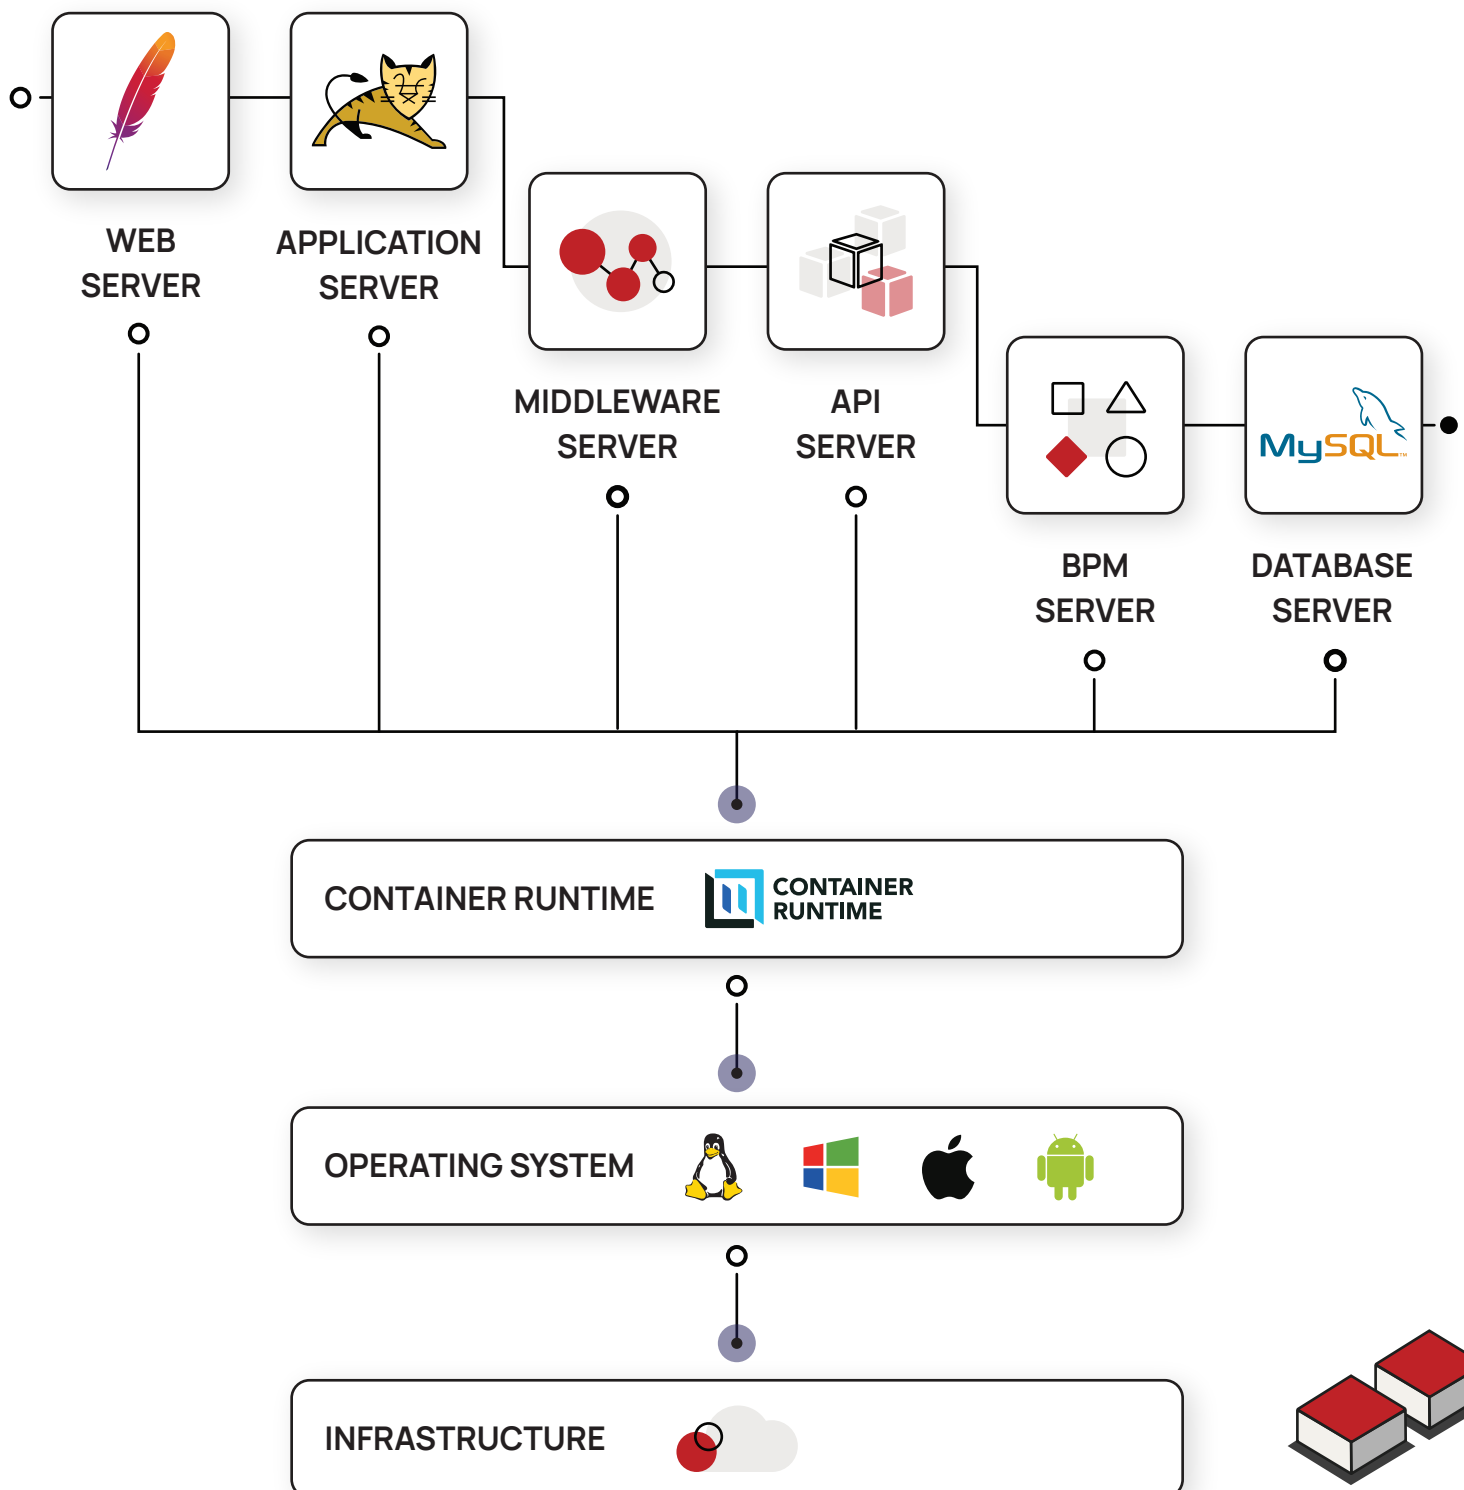 WEB
SERVER
APPLICATION
SERVER
MIDDLEWARE
SERVER
API
SERVER
MySQL™
BPM
SERVER
DATABASE
SERVER
CONTAINER RUNTIME
CONTAINER
RUNTIME
OPERATING SYSTEM
INFRASTRUCTURE